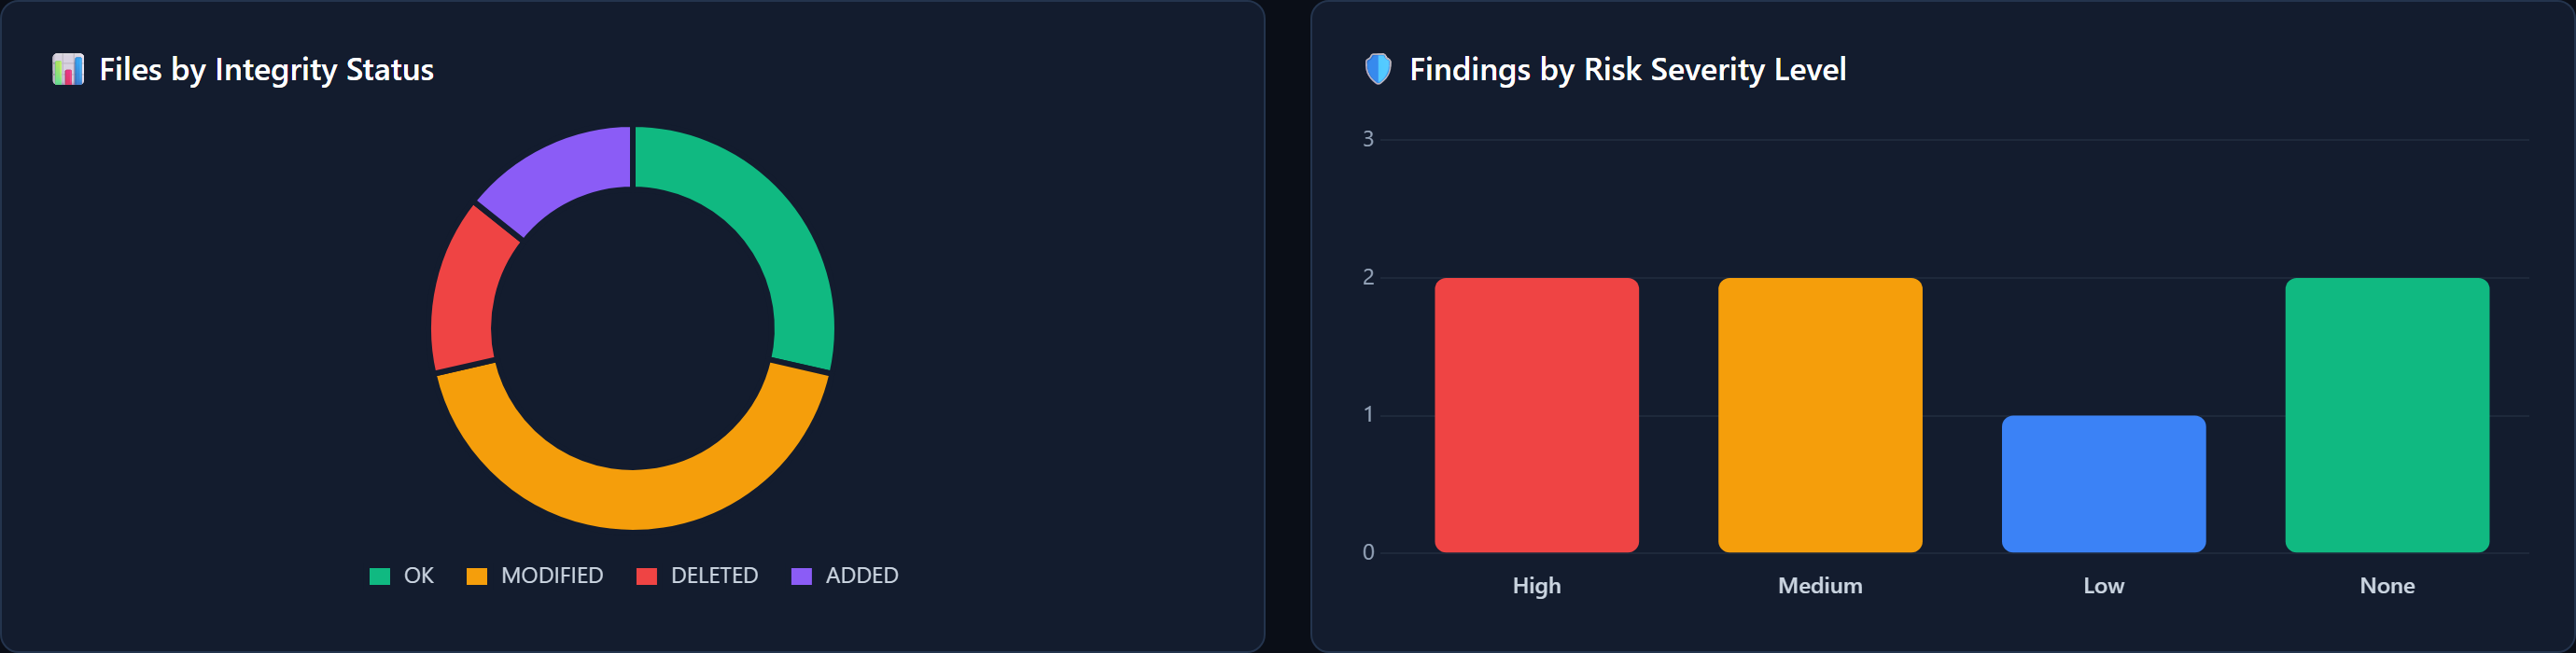 Files by Integrity Status
OK MODIFIED DELETED ADDED
Findings by Risk Severity Level
3
2
1
0
High Medium Low None